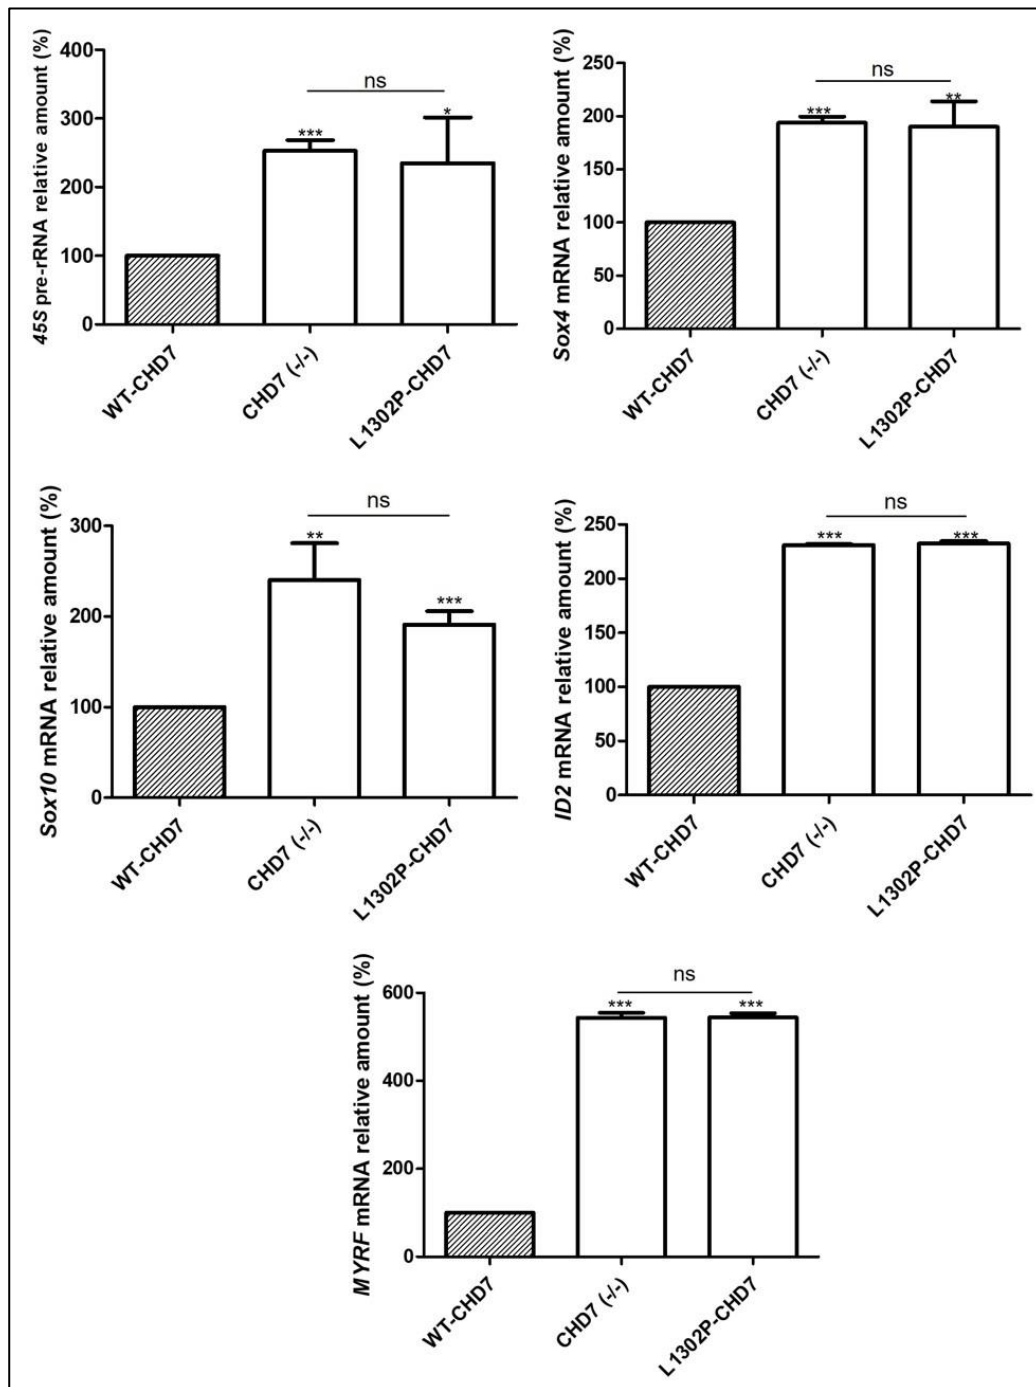 45S pre-rRNA relative amount (%)
400
300
200
100
0
ns
***
*
WT-CHD7
CHD7 (-/-)
L1302P-CHD7
Sox4 mRNA relative amount (%)
250
200
150
100
50
0
ns
***
**
WT-CHD7
CHD7 (-/-)
L1302P-CHD7
Sox10 mRNA relative amount (%)
300
200
100
0
ns
**
***
WT-CHD7
CHD7 (-/-)
L1302P-CHD7
ID2 mRNA relative amount (%)
250
200
150
100
50
0
ns
***
***
WT-CHD7
CHD7 (-/-)
L1302P-CHD7
MYRF mRNA relative amount (%)
600
400
200
0
ns
***
***
WT-CHD7
CHD7 (-/-)
L1302P-CHD7